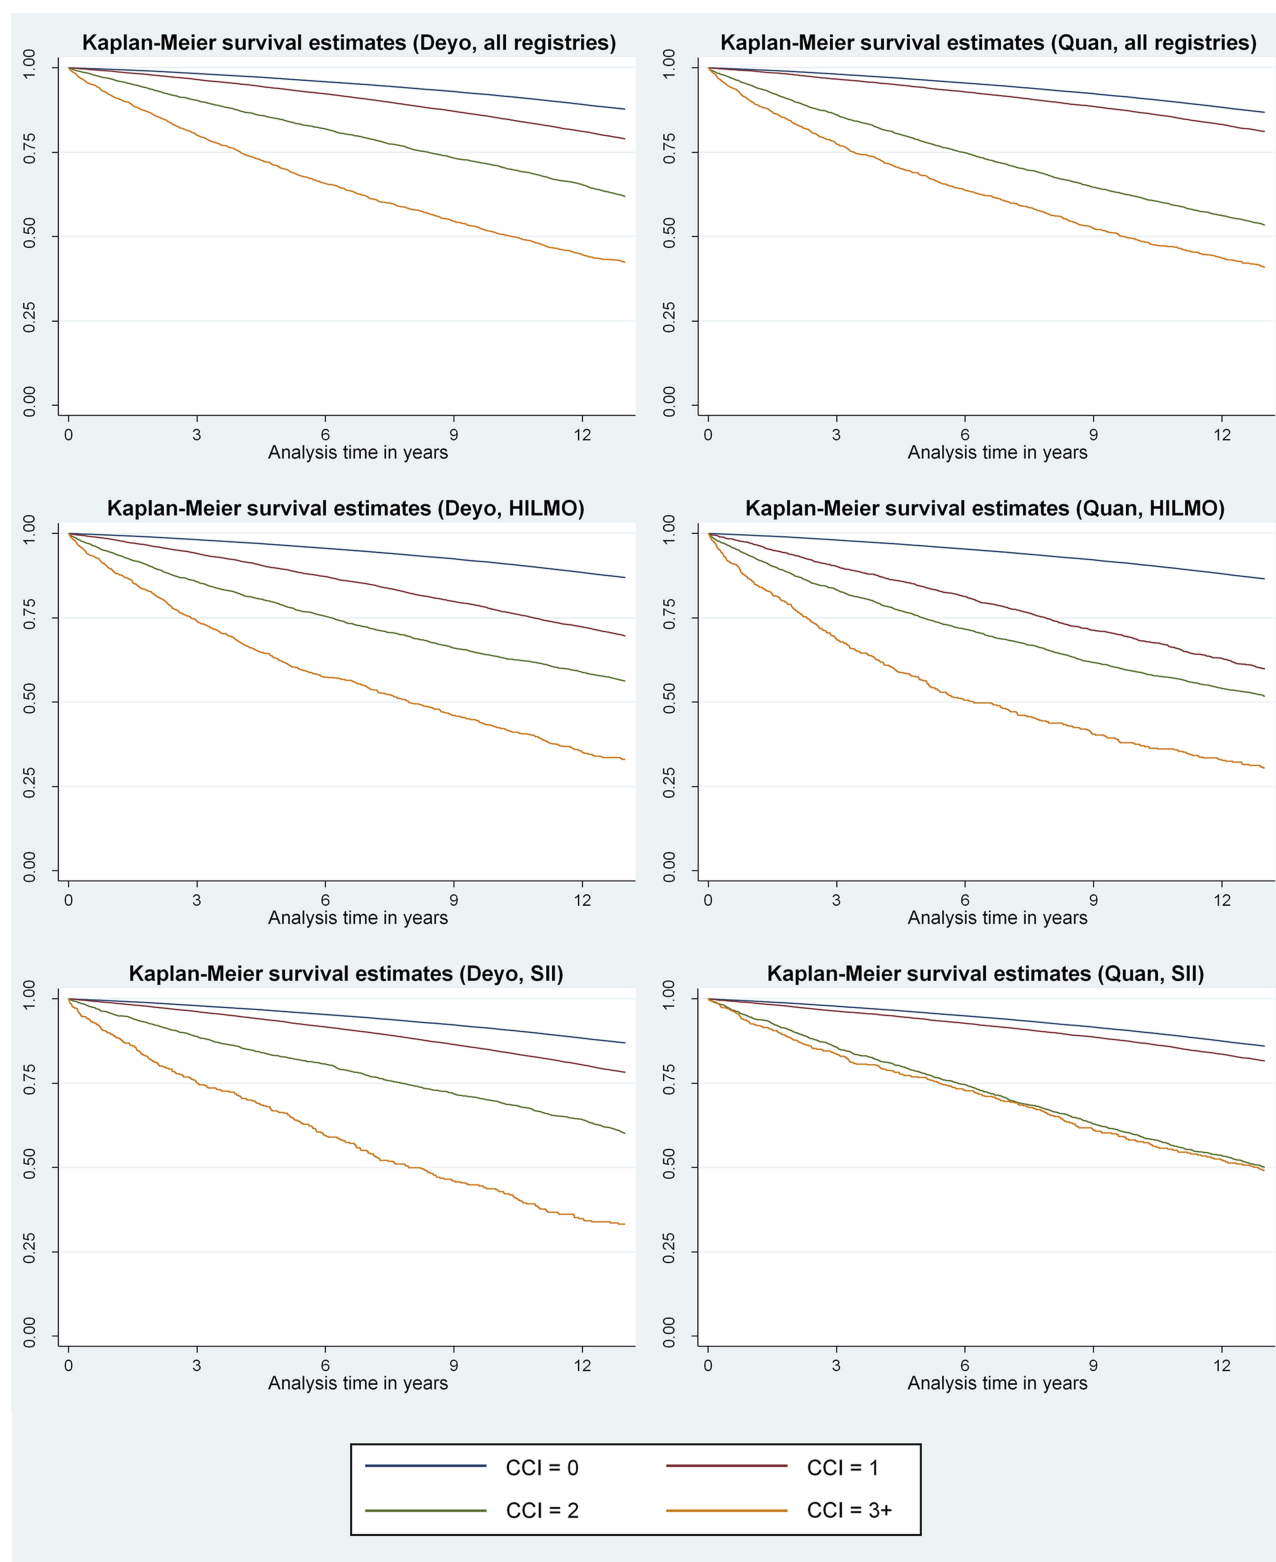 Kaplan-Meier survival estimates (Deyo, all registries)
1.00
0.75
0.50
0.25
0.00
0 3 6 9 12
Analysis time in years
Kaplan-Meier survival estimates (Quan, all registries)
1.00
0.75
0.50
0.25
0.00
0 3 6 9 12
Analysis time in years
Kaplan-Meier survival estimates (Deyo, HILMO)
1.00
0.75
0.50
0.25
0.00
0 3 6 9 12
Analysis time in years
Kaplan-Meier survival estimates (Quan, HILMO)
1.00
0.75
0.50
0.25
0.00
0 3 6 9 12
Analysis time in years
Kaplan-Meier survival estimates (Deyo, SII)
1.00
0.75
0.50
0.25
0.00
0 3 6 9 12
Analysis time in years
Kaplan-Meier survival estimates (Quan, SII)
1.00
0.75
0.50
0.25
0.00
0 3 6 9 12
Analysis time in years
CCI = 0 CCI = 1
CCI = 2 CCI = 3+